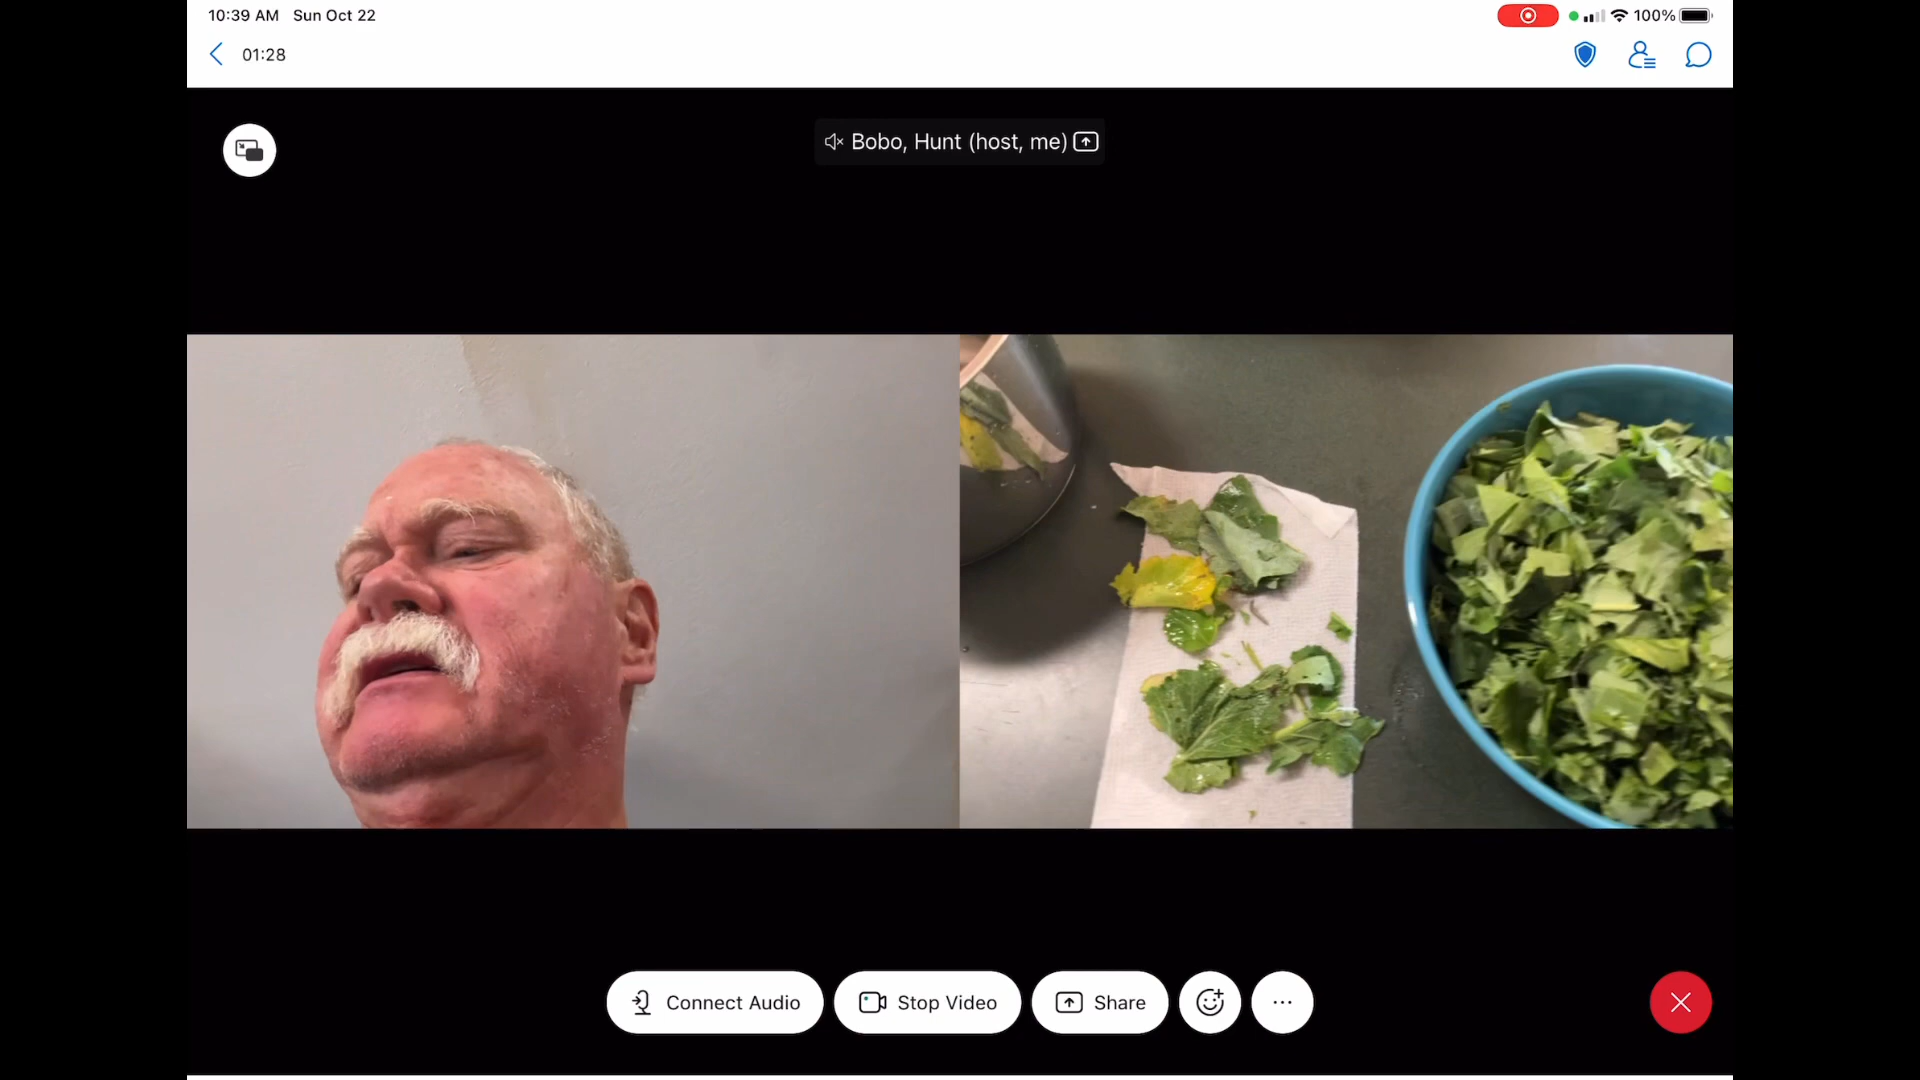 10:39 AM Sun Oct 22
100%
01:28
Bobo, Hunt (host, me)
Connect Audio
Stop Video
Share